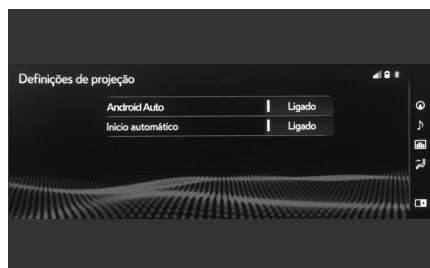 Definições de projeção
Android Auto Ligado
Início automático Ligado